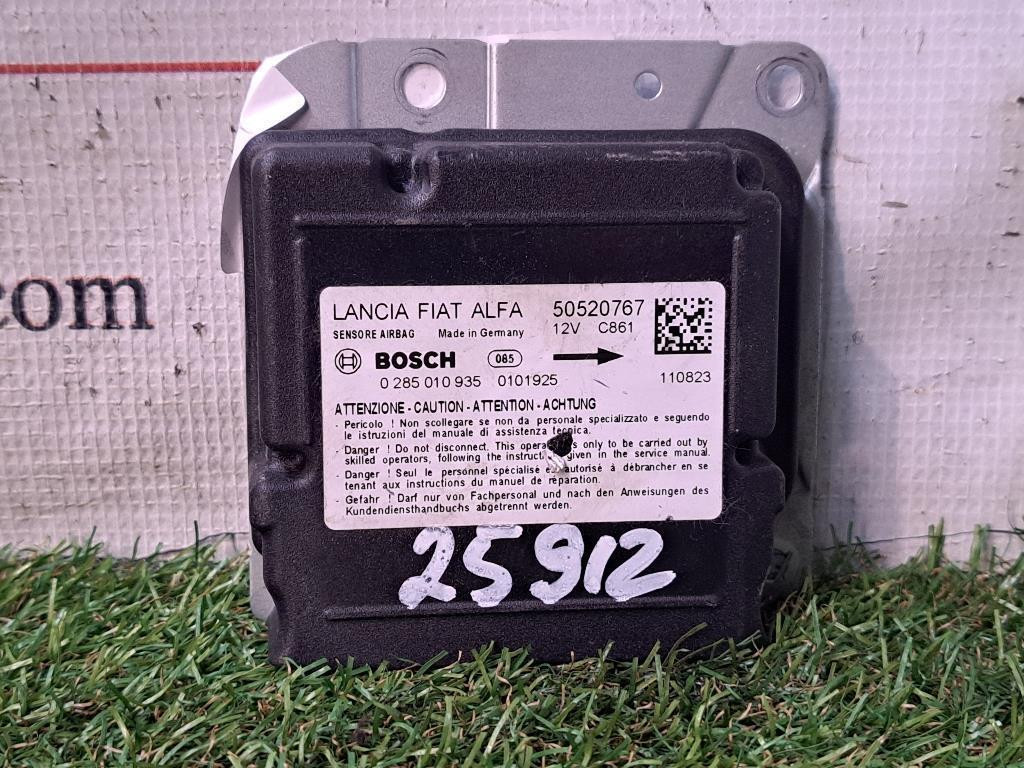 .com
LANCIA FIAT ALFA 50520767
SENSORE AIRBAG Made in Germany 12V C861
BOSCH 085
0 285 010 935 0101925 110823
ATTENZIONE - CAUTION - ATTENTION - ACHTUNG
- Pericolo ! Non scollegare se non da personale specializzato e seguendo
le istruzioni del manuale di assistenza tecnica.
- Danger ! Do not disconnect. This is only to be carried out by
skilled operators, following the given in the service manual.
- Danger ! Seul le personnel spécialisé autorisé à débrancher en se
tenant aux instructions du manuel de réparation.
- Gefahr ! Darf nur von Fachpersonal und nach den Anweisungen des
Kundendiensthandbuchs abgetrennt werden.
25912